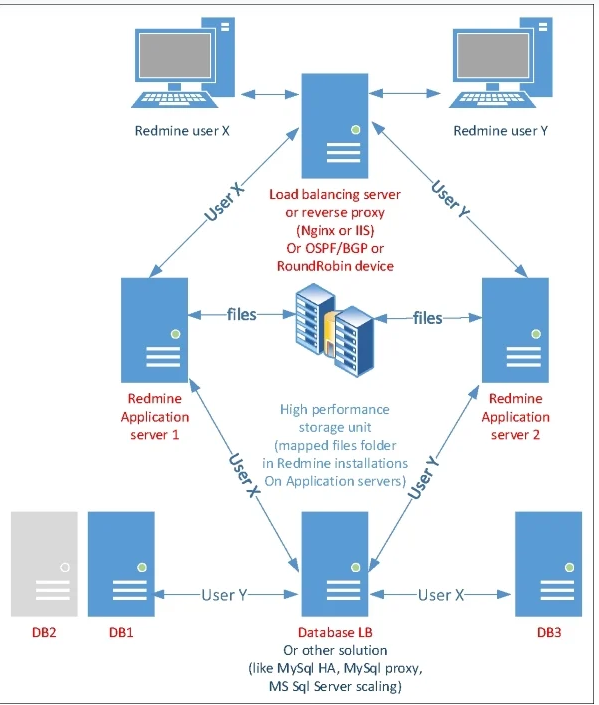 Redmine user X
Redmine user Y
User X
User Y
Load balancing server
or reverse proxy
(Nginx or IIS)
Or OSPF/BGP or
RoundRobin device
files
files
Redmine
Application
server 1
Redmine
Application
server 2
High performance
storage unit
(mapped files folder
in Redmine installations
On Application servers)
User X
User Y
User Y
User X
DB2
DB1
Database LB
DB3
Or other solution
(like MySql HA, MySql proxy,
MS Sql Server scaling)